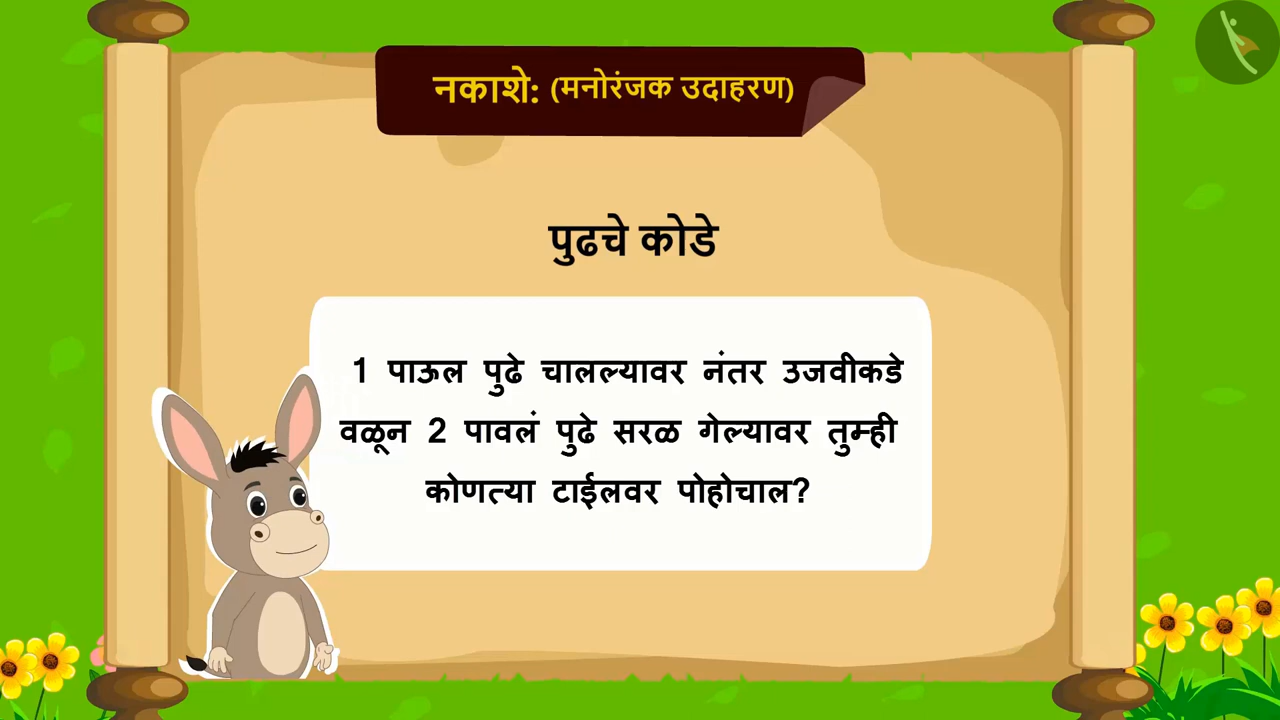 नकाशे: (मनोरंजक उदाहरण)
पुढचे कोडे
1 पाऊल पुढे चालल्यावर नंतर उजवीकडे
वळून 2 पावलं पुढे सरळ गेल्यावर तुम्ही
कोणत्या टाईलवर पोहोचाल?